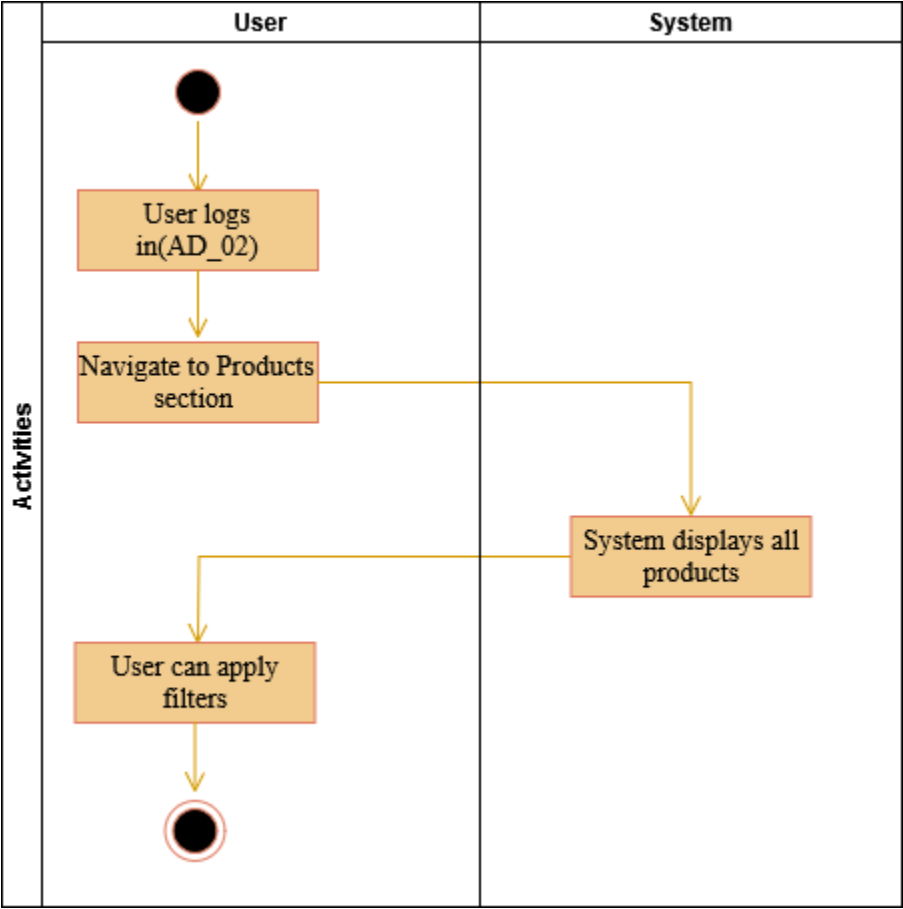 User
System
Activities
User logs
in(AD_02)
Navigate to Products
section
System displays all
products
User can apply
filters